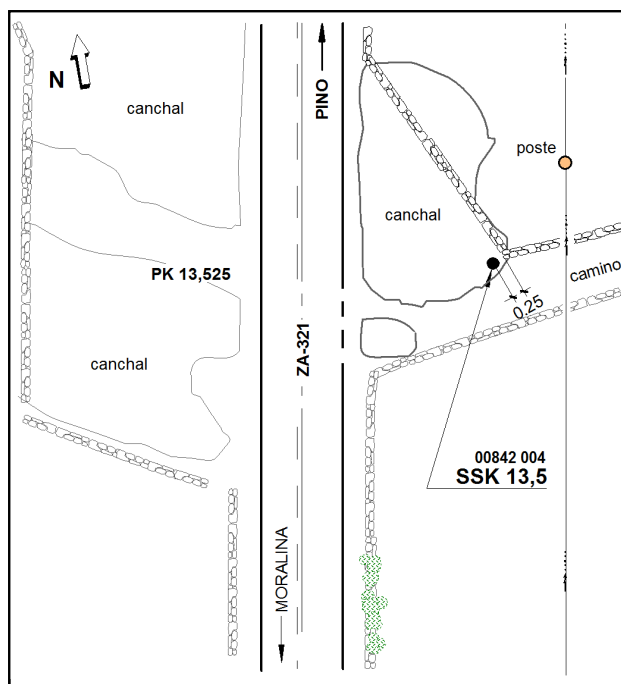 N
canchal
PINO
poste
canchal
PK 13,525
camino
0.25
ZA-321
canchal
00842 004
SSK 13,5
MORALINA